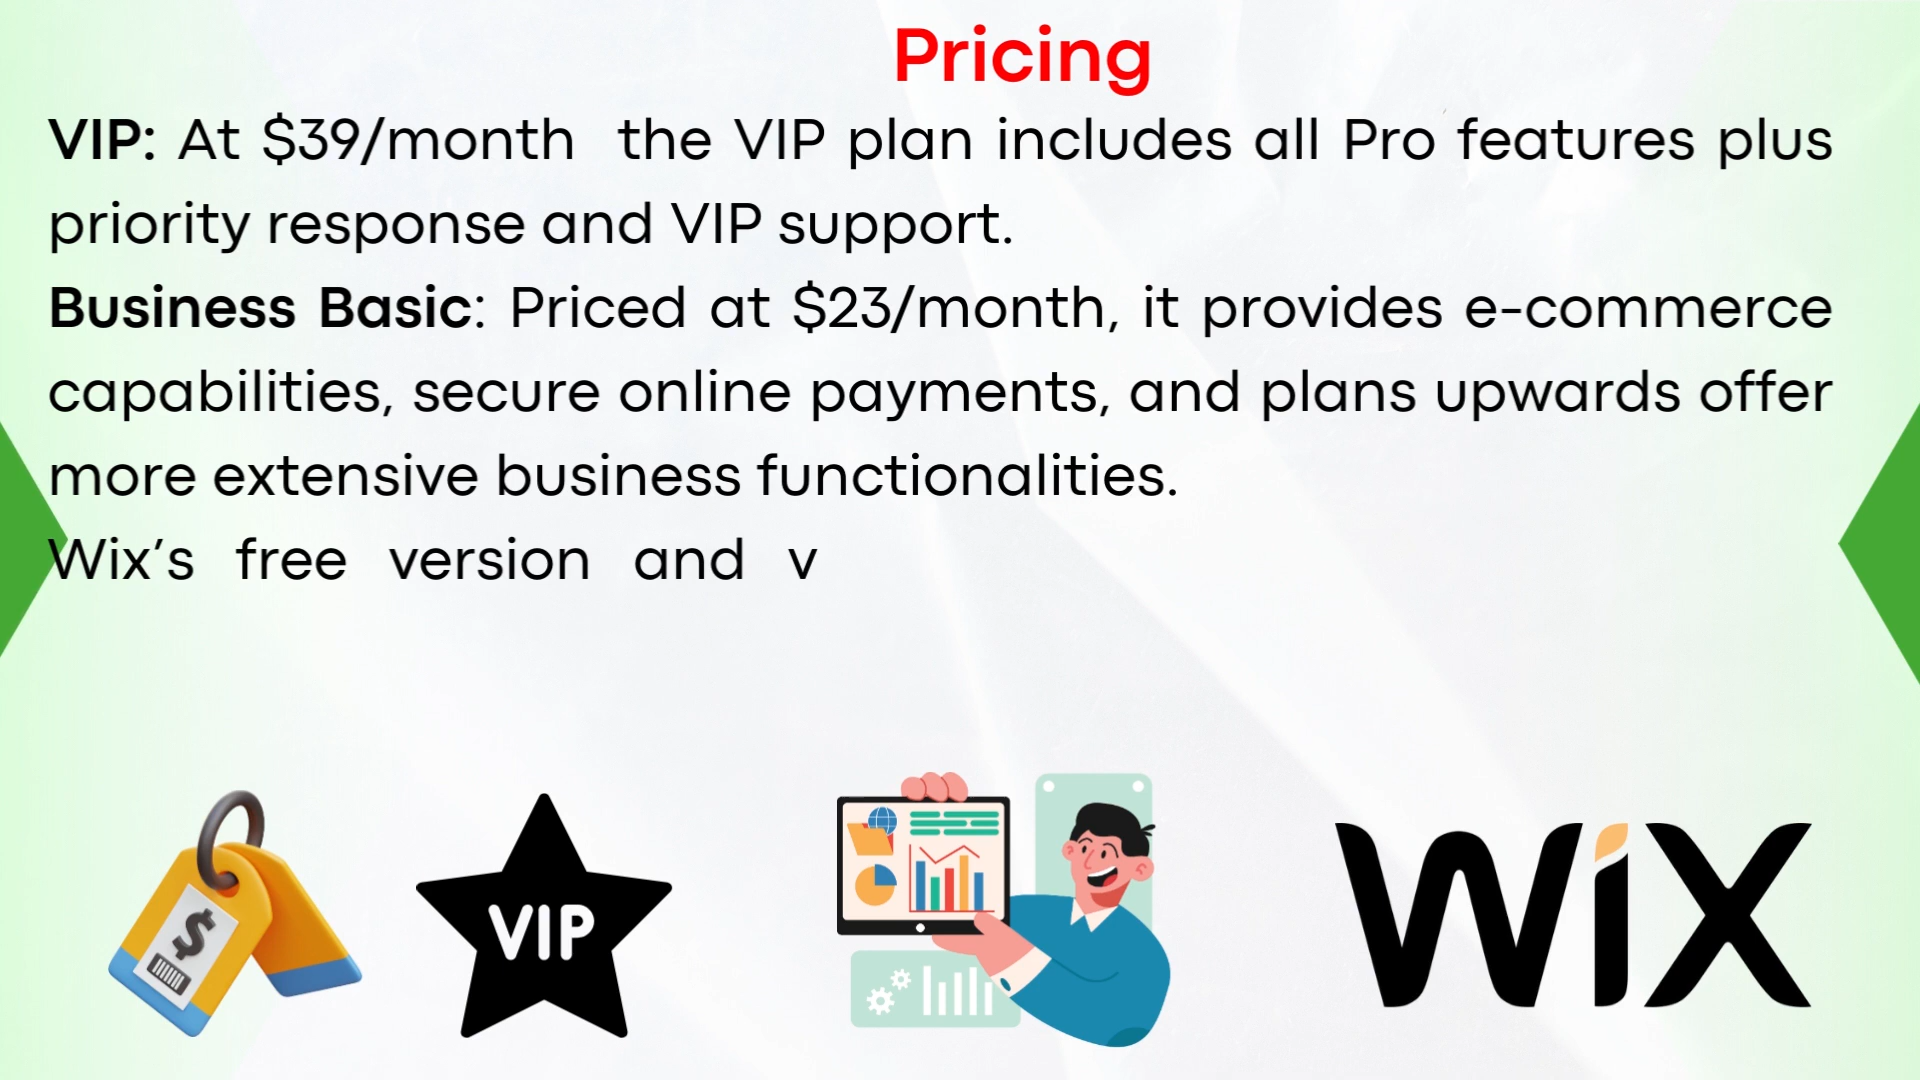 Pricing
VIP: At $39/month the VIP plan includes all Pro features plus
priority response and VIP support.
Business Basic: Priced at $23/month, it provides e-commerce
capabilities, secure online payments, and plans upwards offer
more extensive business functionalities.
Wix’s free version and v
$
VIP
WiX